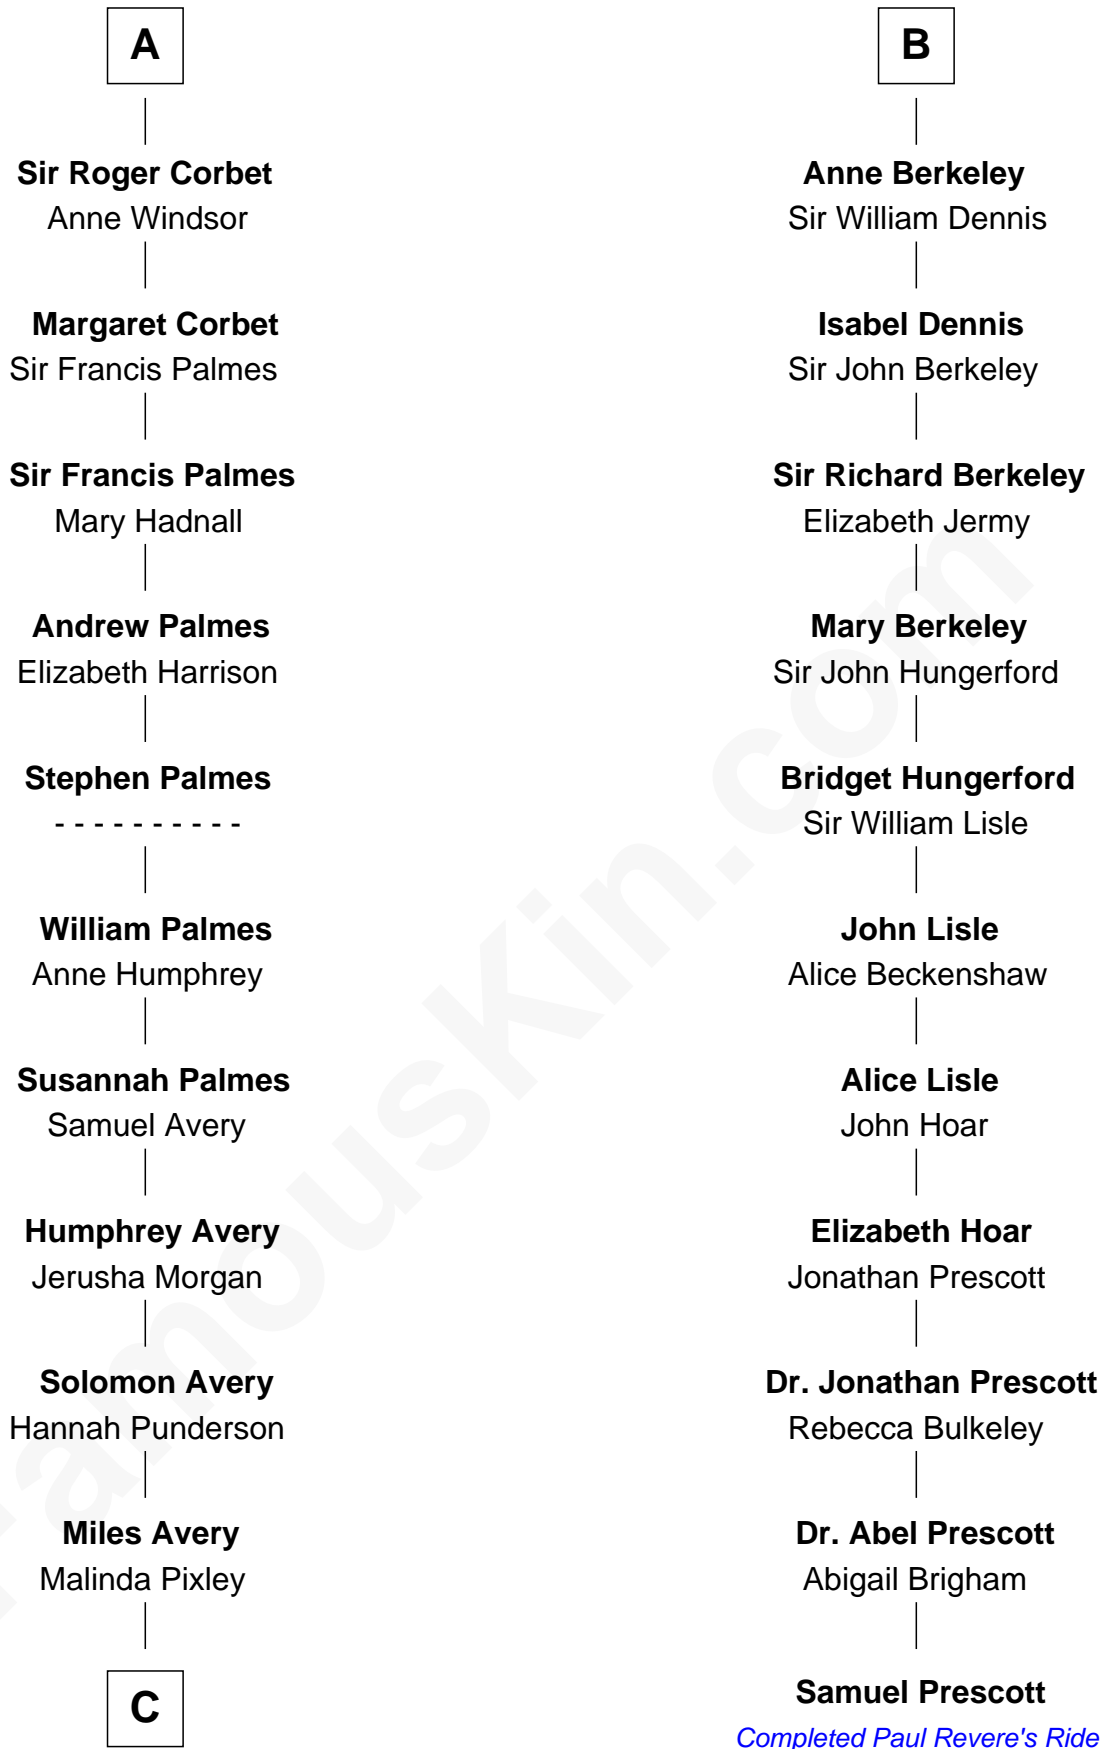 A
Sir Roger Corbet
Anne Windsor
Margaret Corbet
Sir Francis Palmes
Sir Francis Palmes
Mary Hadnall
Andrew Palmes
Elizabeth Harrison
Stephen Palmes
- - - - - - - - - -
William Palmes
Anne Humphrey
Susannah Palmes
Samuel Avery
Humphrey Avery
Jerusha Morgan
Solomon Avery
Hannah Punderson
Miles Avery
Malinda Pixley
C
B
Anne Berkeley
Sir William Dennis
Isabel Dennis
Sir John Berkeley
Sir Richard Berkeley
Elizabeth Jermy
Mary Berkeley
Sir John Hungerford
Bridget Hungerford
Sir William Lisle
John Lisle
Alice Beckenshaw
Alice Lisle
John Hoar
Elizabeth Hoar
Jonathan Prescott
Dr. Jonathan Prescott
Rebecca Bulkeley
Dr. Abel Prescott
Abigail Brigham
Samuel Prescott
Completed Paul Revere's Ride
FamousKin.com